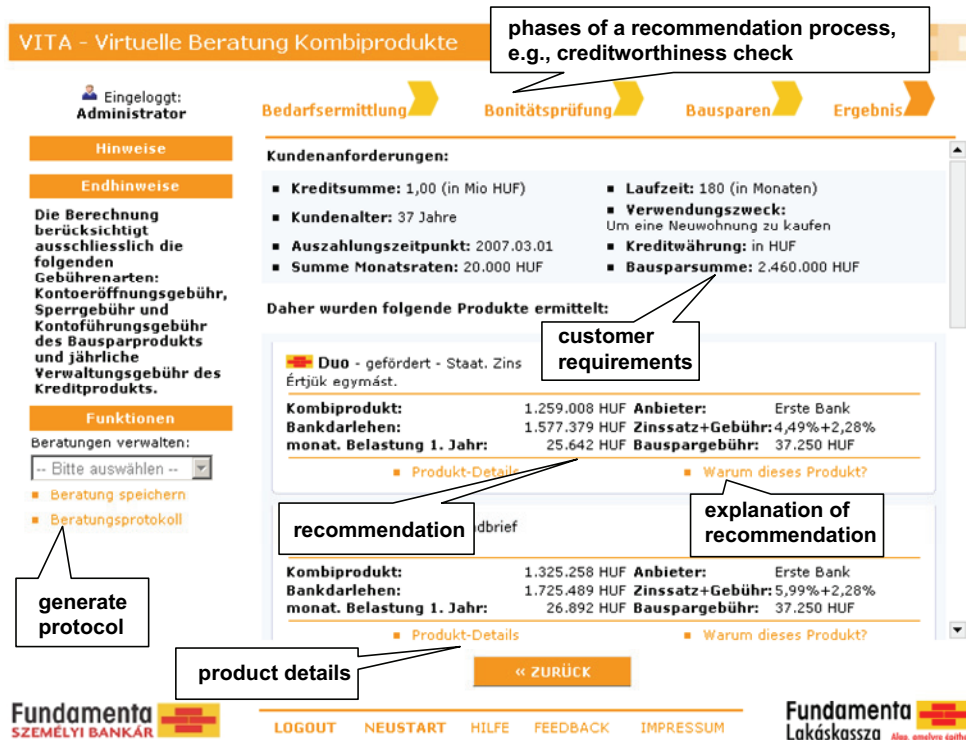 VITA - Virtuelle Beratung Kombiprodukte
phases of a recommendation process,
e.g., creditworthiness check
Eingeloggt:
Administrator
Bedarfsermittlung
Bonitätsprüfung
Bausparen
Ergebnis
Hinweise
Endhinweise
Die Berechnung
berücksichtigt
ausschliesslich die
folgenden
Gebührenarten:
Kontoeröffnungsgebühr,
Sperrgebühr und
Kontoführungsgebühr
des Bausparprodukts
und jährliche
Verwaltungsgebühr des
Kreditprodukts.
Funktionen
Beratungen verwalten:
-- Bitte auswählen --
Beratung speichern
Beratungsprotokoll
generate
protocol
Kundenanforderungen:
Kreditsumme: 1,00 (in Mio HUF)
Laufzeit: 180 (in Monaten)
Kundenalter: 37 Jahre
Verwendungszweck:
Um eine Neuwohnung zu kaufen
Auszahlungszeitpunkt: 2007.03.01
Kreditwährung: in HUF
Summe Monatsraten: 20.000 HUF
Bausparsumme: 2.460.000 HUF
Daher wurden folgende Produkte ermittelt:
customer
requirements
Duo - gefördert - Staat. Zins
Értjük egymást.
Kombiprodukt: 1.259.008 HUF Anbieter: Erste Bank
Bankdarlehen: 1.577.379 HUF Zinssatz+Gebühr: 4,49%+2,28%
monat. Belastung 1. Jahr: 25.642 HUF Bauspargebühr: 37.250 HUF
Produkt-Details
Warum dieses Produkt?
recommendation
explanation of
recommendation
dbrief
Kombiprodukt: 1.325.258 HUF Anbieter: Erste Bank
Bankdarlehen: 1.725.489 HUF Zinssatz+Gebühr: 5,99%+2,28%
monat. Belastung 1. Jahr: 26.892 HUF Bauspargebühr: 37.250 HUF
Produkt-Details
Warum dieses Produkt?
product details
« ZURÜCK
Fundamenta
SZEMÉLYI BANKÁR
LOGOUT NEUSTART HILFE FEEDBACK IMPRESSUM
Fundamenta
Lakáskassza